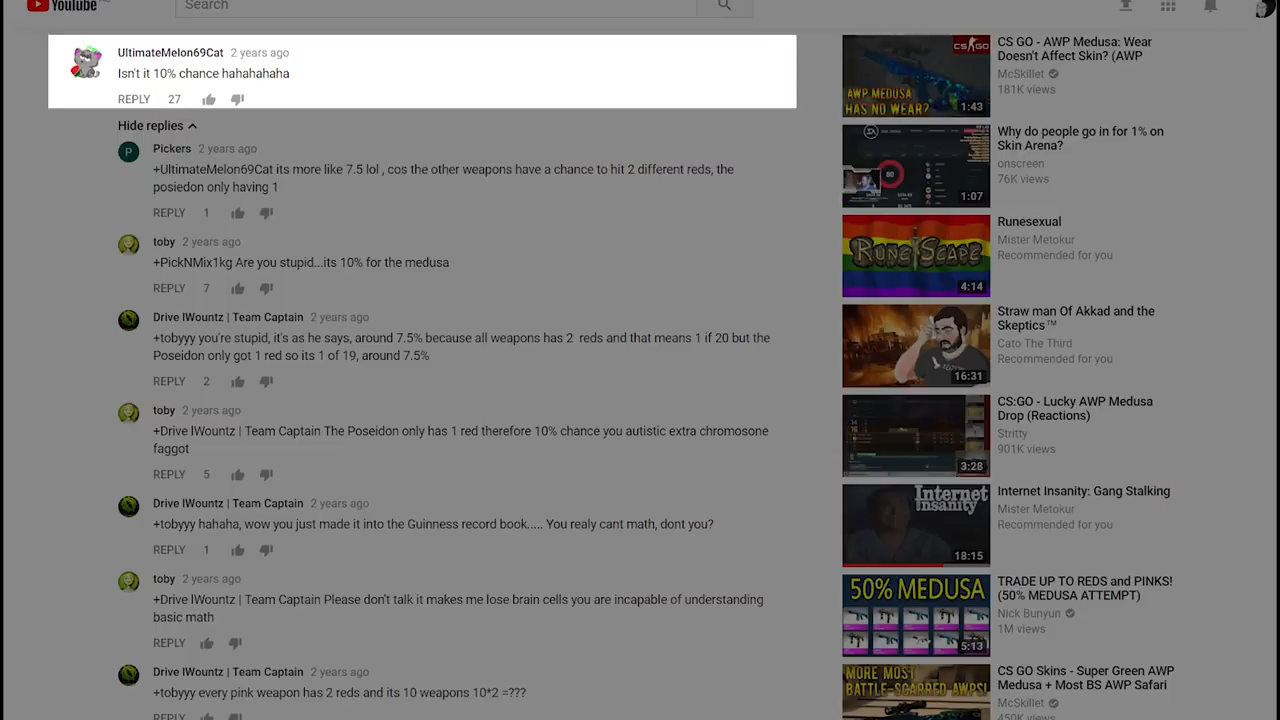 YouTube
Search
UltimateMelon69Cat 2 years ago
Isn't it 10% chance hahahahaha
REPLY 27
Hide replies
P
Pickers 2 years ago
+UltimateMelon69Cat its more like 7.5 lol , cos the other weapons have a chance to hit 2 different reds, the
posiedon only having 1
REPLY 1
toby 2 years ago
+PickNMix1kg Are you stupid...its 10% for the medusa
REPLY 7
Drive lWountz | Team Captain 2 years ago
+tobyyy you're stupid, it's as he says, around 7.5% because all weapons has 2 reds and that means 1 if 20 but the
Poseidon only got 1 red so its 1 of 19, around 7.5%
REPLY 2
toby 2 years ago
+Drive lWountz | Team Captain The Poseidon only has 1 red therefore 10% chance you autistic extra chromosone
faggot
REPLY 5
Drive lWountz | Team Captain 2 years ago
+tobyyy hahaha, wow you just made it into the Guinness record book..... You realy cant math, dont you?
REPLY 1
toby 2 years ago
+Drive lWountz | Team Captain Please don't talk it makes me lose brain cells you are incapable of understanding
basic math
REPLY
Drive lWountz | Team Captain 2 years ago
+tobyyy every pink weapon has 2 reds and its 10 weapons 10*2 =???
REPLY
CS GO
AWP MEDUSA
HAS NO WEAR?
1:43
CS GO - AWP Medusa: Wear
Doesn't Affect Skin? (AWP
McSkillet
181K views
80
1:07
Why do people go in for 1% on
Skin Arena?
onscreen
76K views
RUNESCAPE
4:14
Runesexual
Mister Metokur
Recommended for you
16:31
Straw man Of Akkad and the
Skeptics™
Cato The Third
Recommended for you
3:28
CS:GO - Lucky AWP Medusa
Drop (Reactions)
Stritty
901K views
Internet
Insanity
18:15
Internet Insanity: Gang Stalking
Mister Metokur
Recommended for you
50% MEDUSA
5:13
TRADE UP TO REDS and PINKS!
(50% MEDUSA ATTEMPT)
Nick Bunyun
1M views
MORE MOST
BATTLE-SCARRED AWPS!
CS GO Skins - Super Green AWP
Medusa + Most BS AWP Safari
McSkillet
450K views